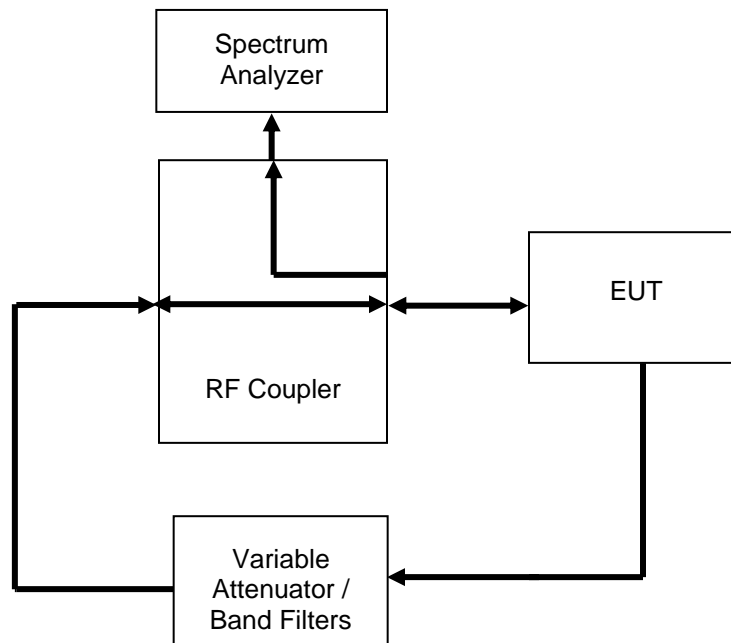 Spectrum
Analyzer
EUT
RF Coupler
Variable
Attenuator /
Band Filters